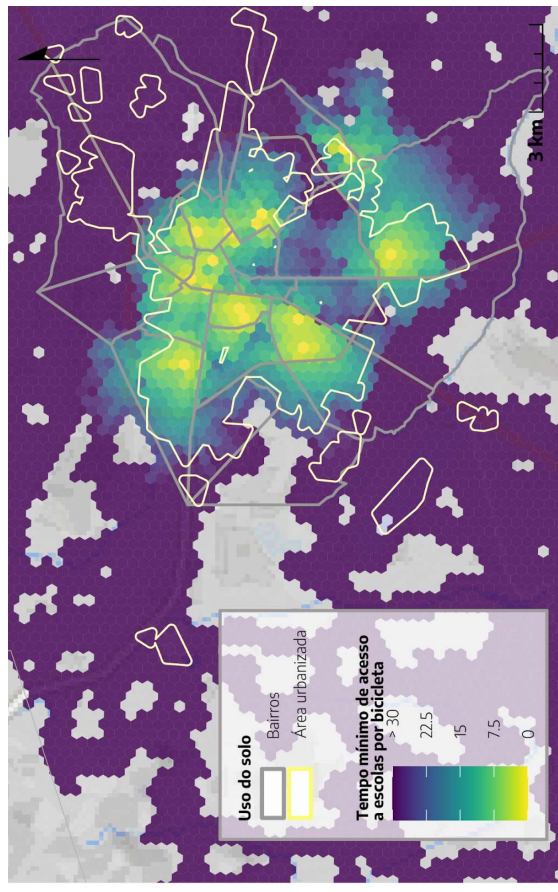 3 km
Uso do solo
Bairros
Área urbanizada
Tempo mínimo de acesso
a escolas por bicicleta
> 30
22.5
15
7.5
0